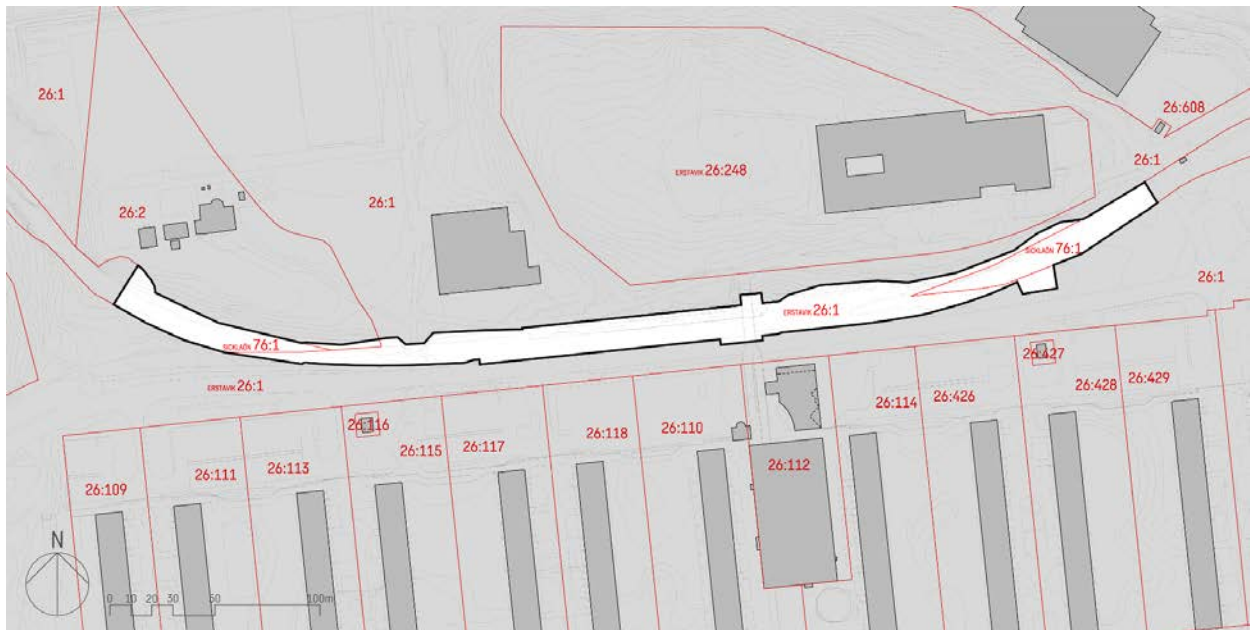 26:1
26:608
26:1
ERSTAVIK 26:248
26:2
26:1
SICKLAÖN 76:1
26:1
ERSTAVIK 26:1
SICKLAÖN 76:1
26:427
ERSTAVIK 26:1
26:428
26:429
26:114
26:426
26:116
26:115
26:117
26:118
26:110
26:109
26:111
26:113
26:112
N
0 10 20 30 50 100m